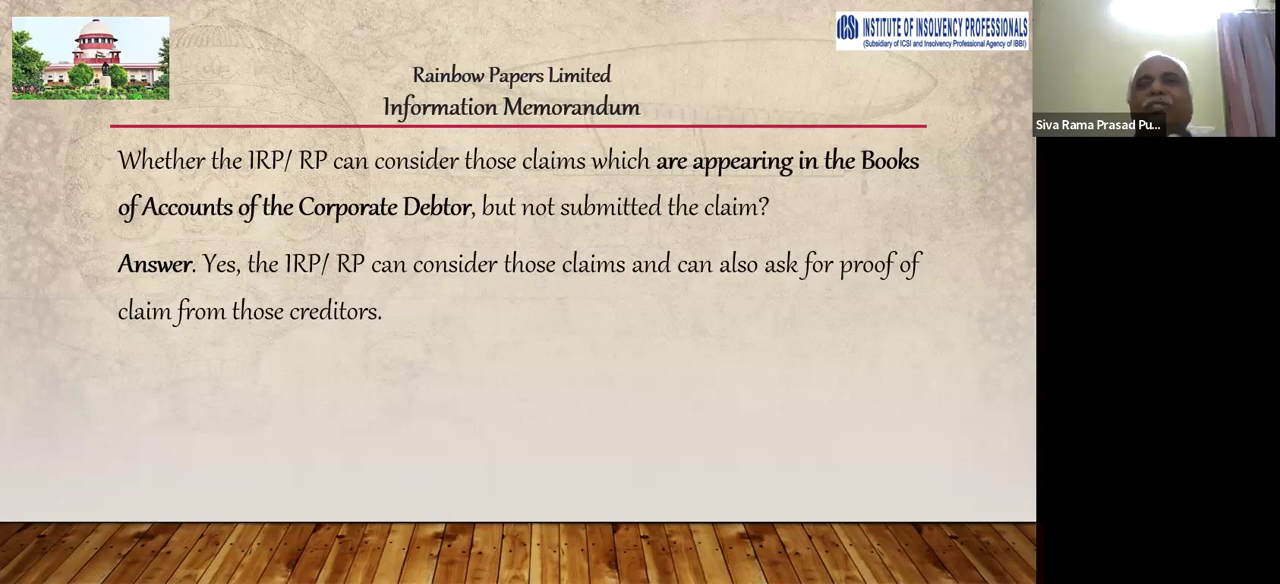 ICSI INSTITUTE OF INSOLVENCY PROFESSIONALS
(Subsidiary of ICSI and Insolvency Professional Agency of IBBI)
Rainbow Papers Limited
Information Memorandum
Whether the IRP/ RP can consider those claims which are appearing in the Books
of Accounts of the Corporate Debtor, but not submitted the claim?
Answer. Yes, the IRP/ RP can consider those claims and can also ask for proof of
claim from those creditors.
Siva Rama Prasad Pu...